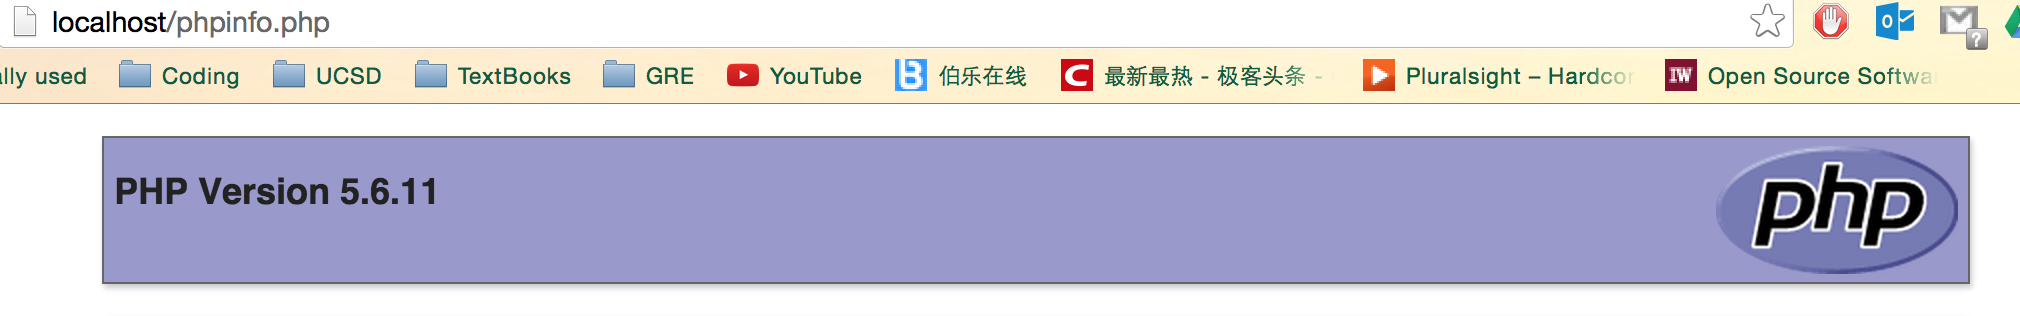 localhost/phpinfo.php
?
ally used Coding UCSD TextBooks GRE YouTube 伯乐在线 最新最热 - 极客头条 - Pluralsight – Hardcor Open Source Softwa
PHP Version 5.6.11
php